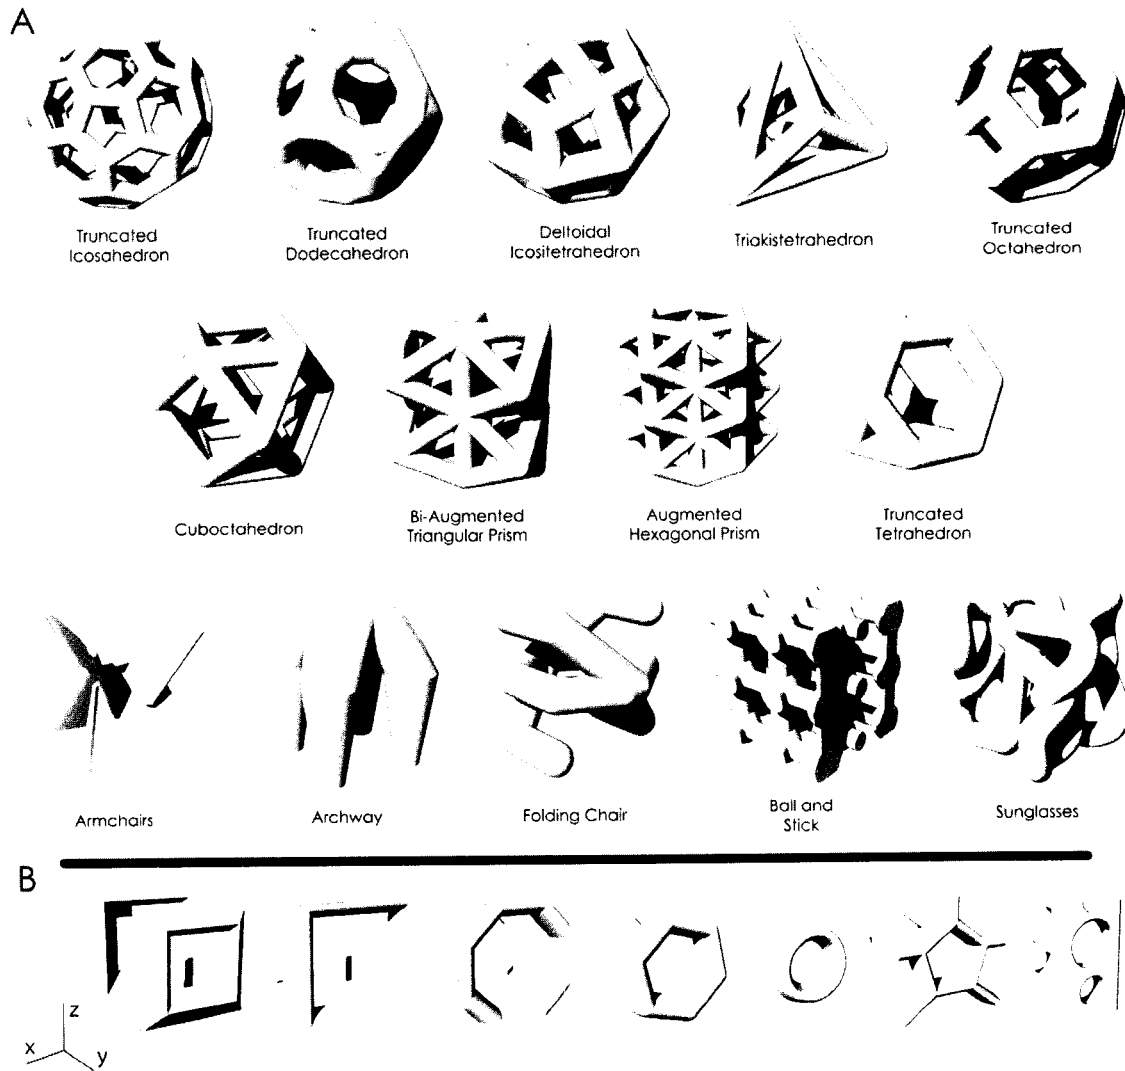 A
Truncated
Icosahedron
Truncated
Dodecahedron
Deltoidal
Icositetrahedron
Triakistetrahedron
Truncated
Octahedron
Cuboctahedron
Bi-Augmented
Triangular Prism
Augmented
Hexagonal Prism
Truncated
Tetrahedron
Armchairs
Archway
Folding Chair
Ball and
Stick
Sunglasses
B
z
x
y